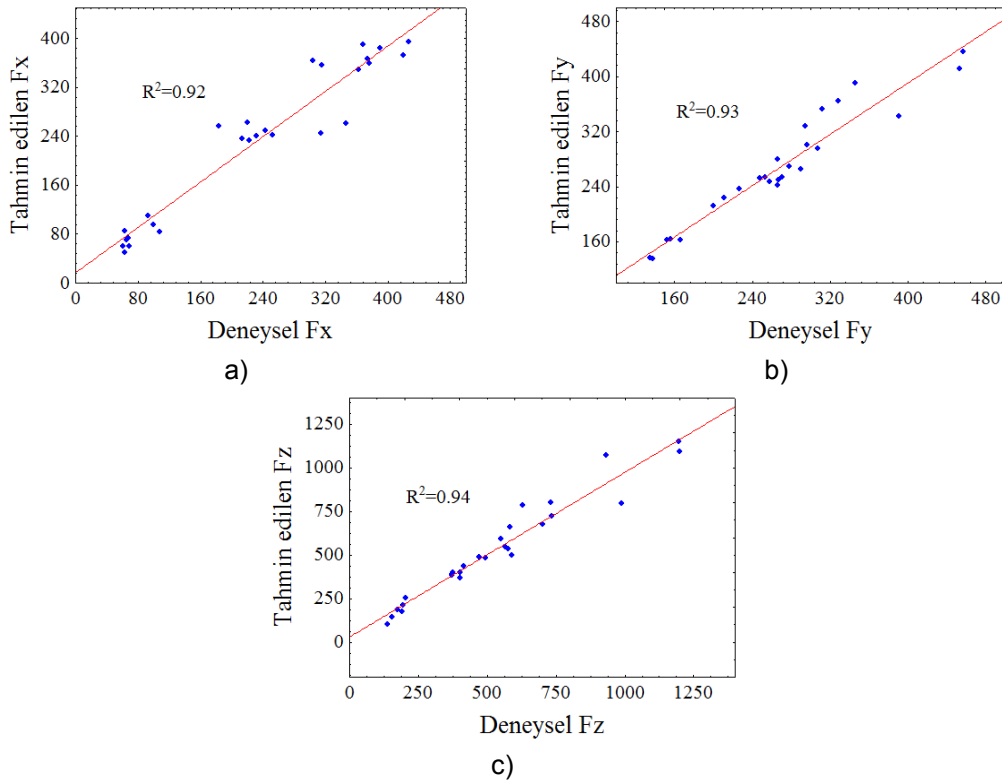 400
320
240
160
80
0
Tahmin edilen Fx
R²=0.92
0 80 160 240 320 400 480
Deneysel Fx
a)
480
400
320
240
160
Tahmin edilen Fy
R²=0.93
160 240 320 400 480
Deneysel Fy
b)
1250
1000
750
500
250
0
Tahmin edilen Fz
R²=0.94
0 250 500 750 1000 1250
Deneysel Fz
c)